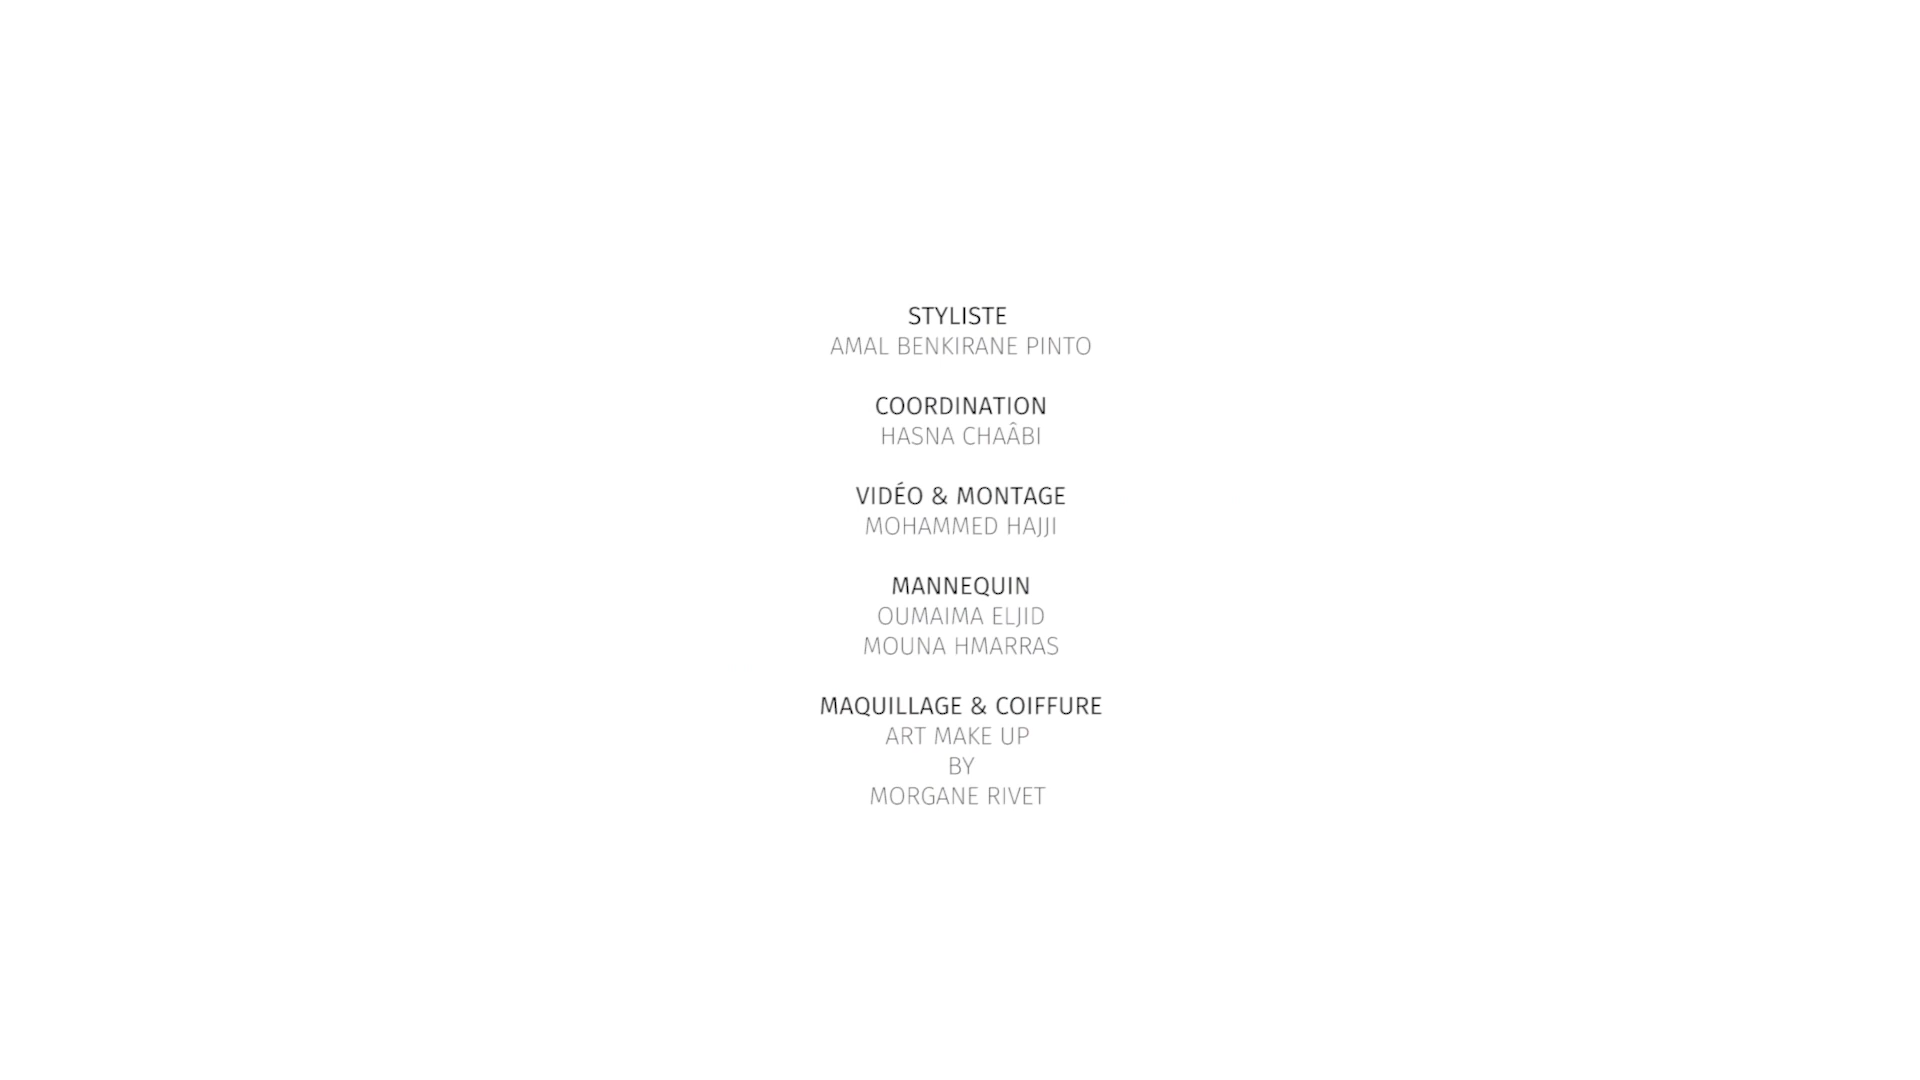 STYLISTE
AMAL BENKIRANE PINTO
COORDINATION
HASNA CHAÂBI
VIDÉO & MONTAGE
MOHAMMED HAJJI
MANNEQUIN
OUMAIMA ELJID
MOUNA HMARRAS
MAQUILLAGE & COIFFURE
ART MAKE UP
BY
MORGANE RIVET